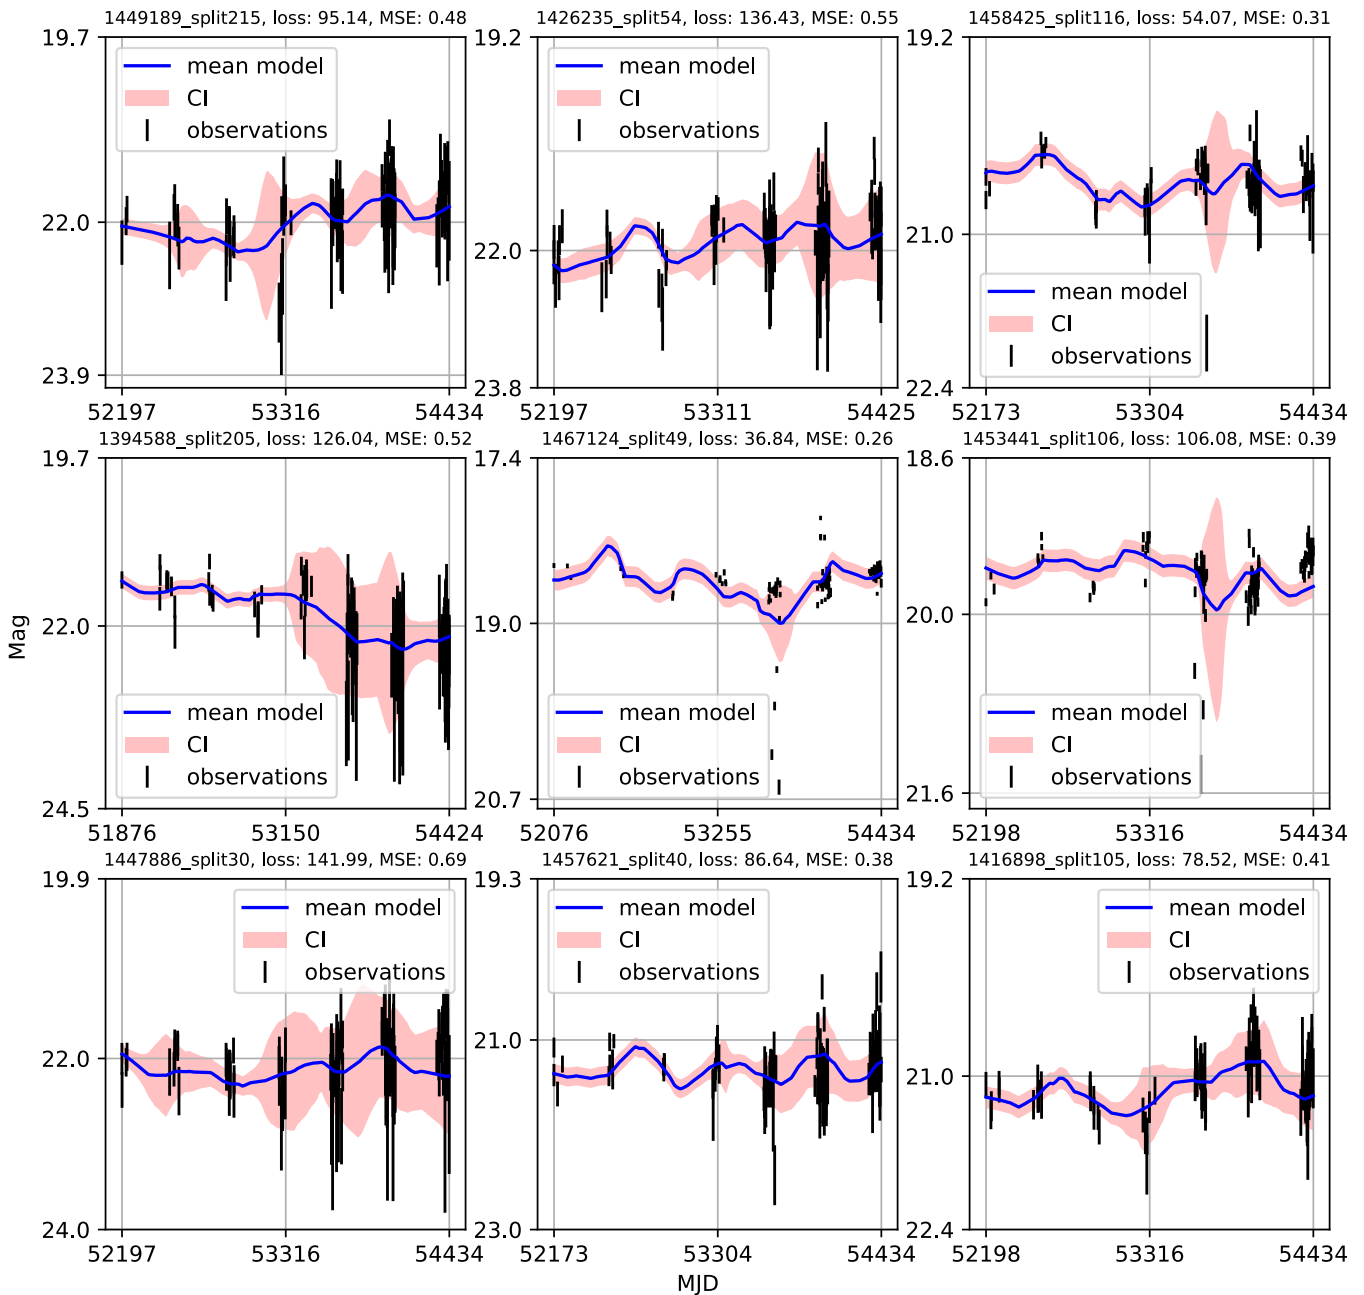 1449189_split215, loss: 95.14, MSE: 0.48
19.7
22.0
23.9
mean model
CI
observations
52197 53316 54434
1426235_split54, loss: 136.43, MSE: 0.55
19.2
22.0
23.8
mean model
CI
observations
52197 53311 54425
1458425_split116, loss: 54.07, MSE: 0.31
19.2
21.0
22.4
mean model
CI
observations
52173 53304 54434
1394588_split205, loss: 126.04, MSE: 0.52
19.7
22.0
24.5
Mag
mean model
CI
observations
51876 53150 54424
1467124_split49, loss: 36.84, MSE: 0.26
17.4
19.0
20.7
mean model
CI
observations
52076 53255 54434
1453441_split106, loss: 106.08, MSE: 0.39
18.6
20.0
21.6
mean model
CI
observations
52198 53316 54434
1447886_split30, loss: 141.99, MSE: 0.69
19.9
22.0
24.0
mean model
CI
observations
52197 53316 54434
1457621_split40, loss: 86.64, MSE: 0.38
19.3
21.0
23.0
mean model
CI
observations
52173 53304 54434
MJD
1416898_split105, loss: 78.52, MSE: 0.41
19.2
21.0
22.4
mean model
CI
observations
52198 53316 54434